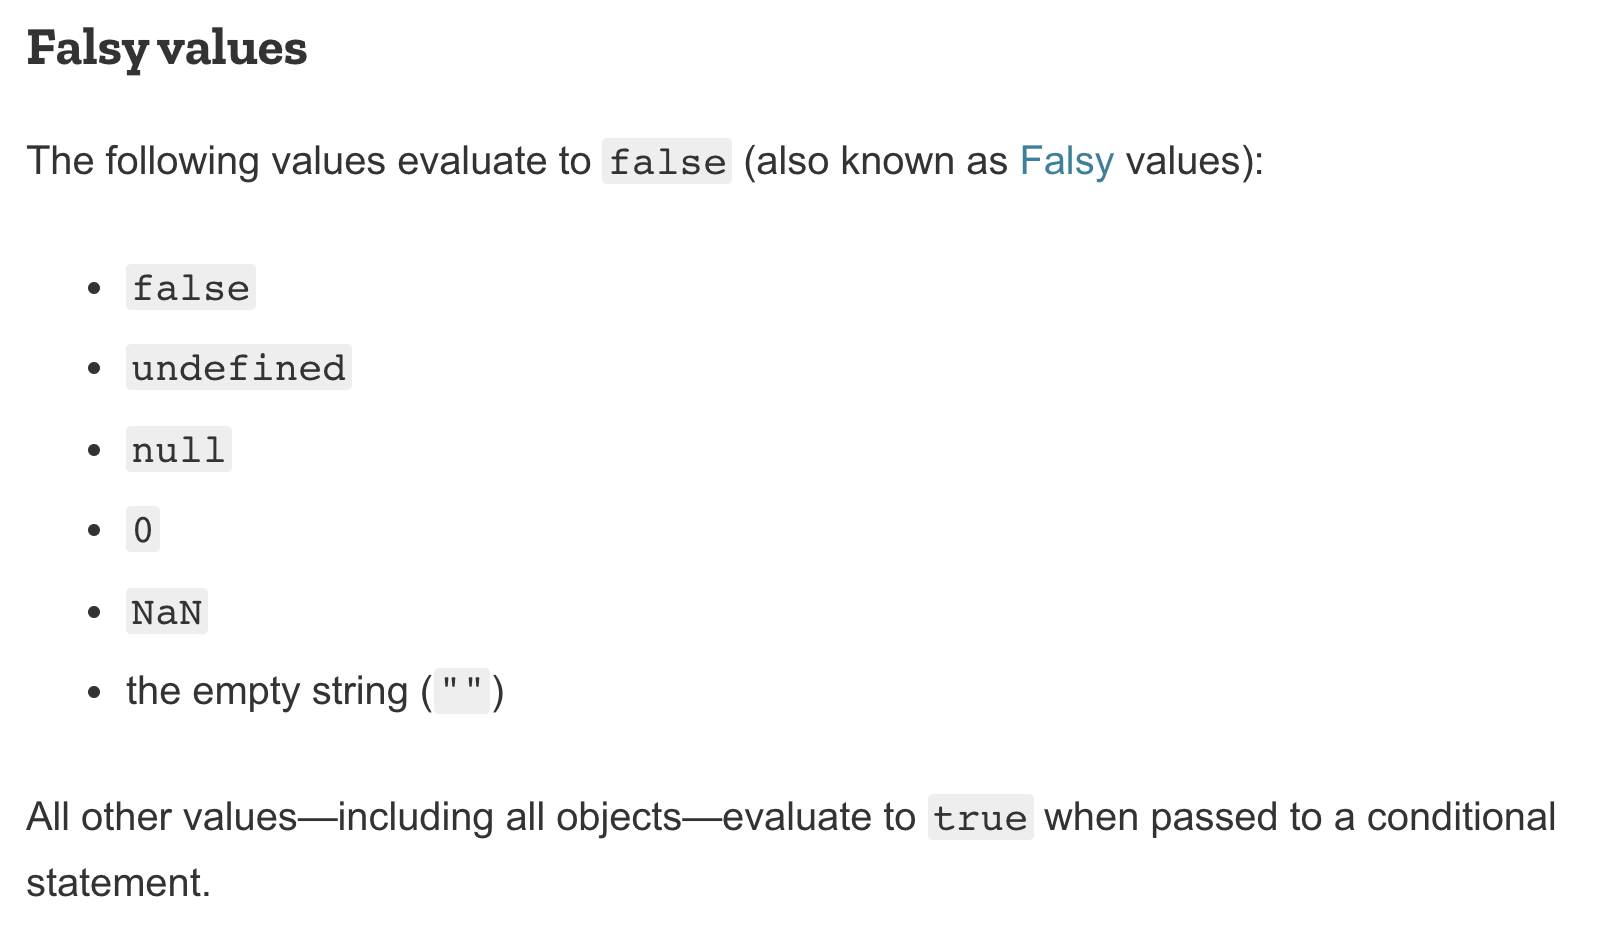 Falsy values
The following values evaluate to false (also known as Falsy values):
• false
• undefined
• null
• 0
• NaN
• the empty string ("")
All other values—including all objects—evaluate to true when passed to a conditional
statement.